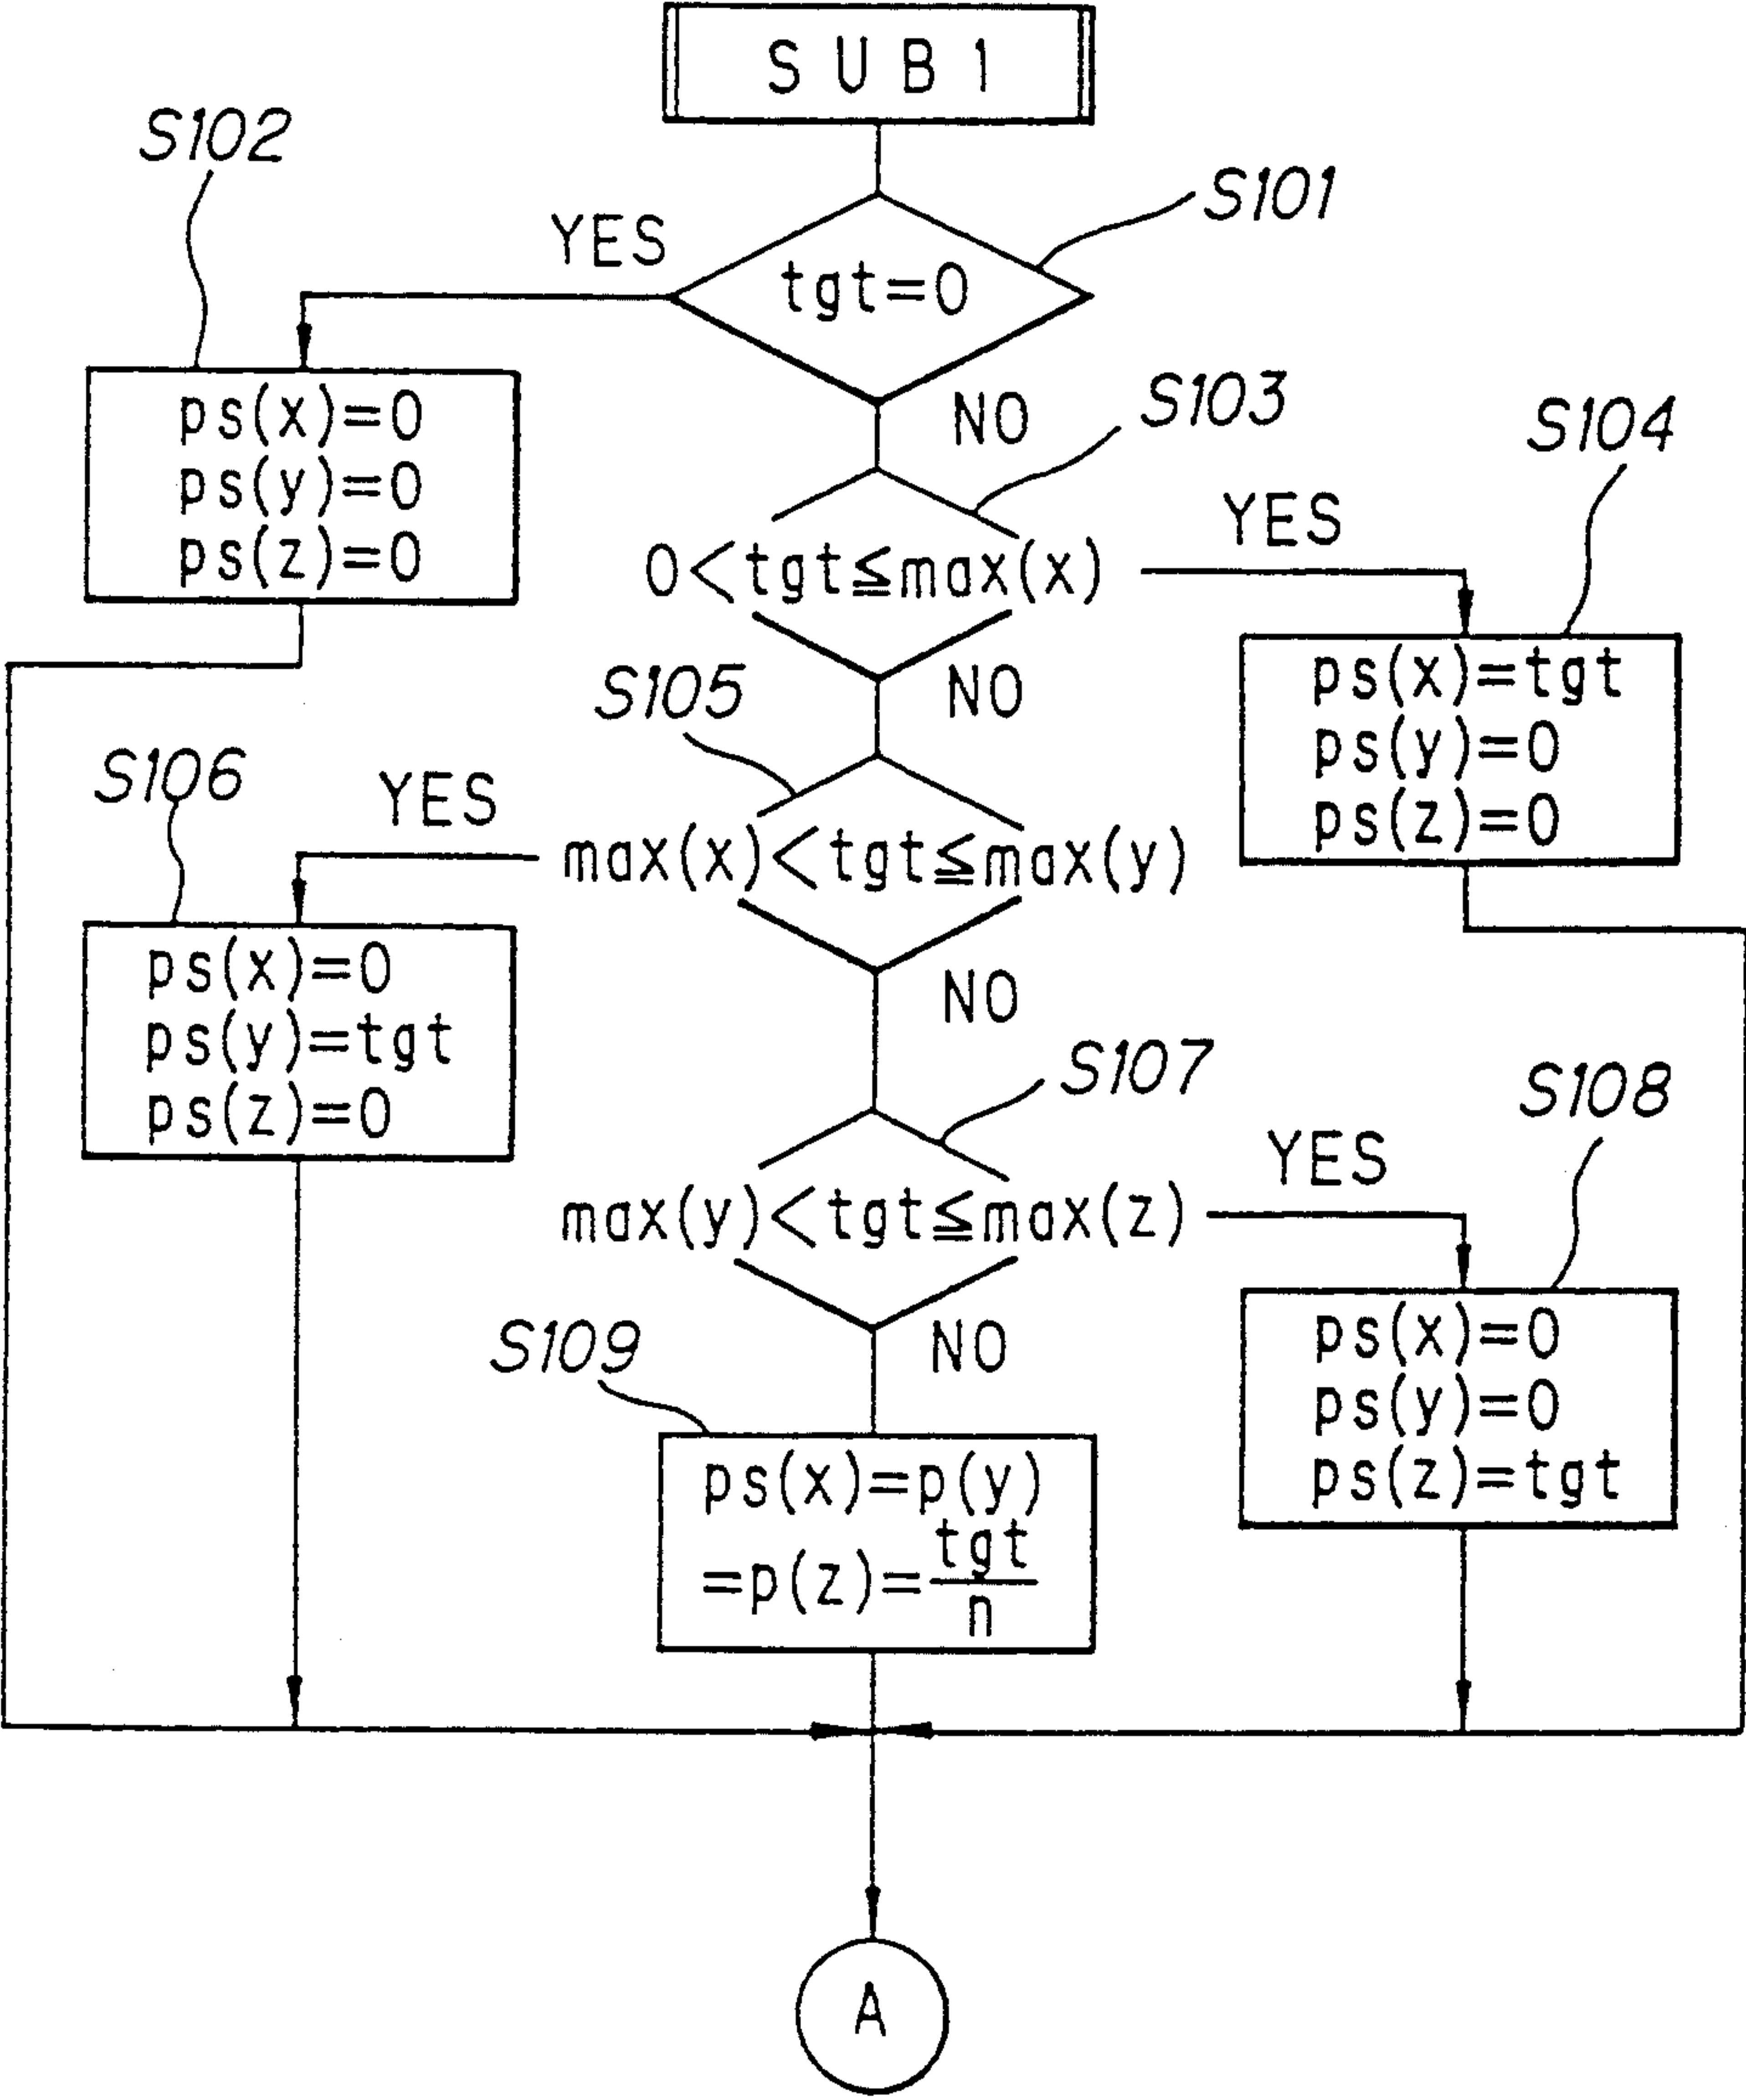 SUB1
S102
S101
YES
tgt=0
ps(x)=0
ps(y)=0
ps(z)=0
NO
S103
S104
YES
0<tgt≦max(x)
ps(x)=tgt
ps(y)=0
ps(z)=0
NO
S105
S106
YES
max(x)<tgt≦max(y)
ps(x)=0
ps(y)=tgt
ps(z)=0
NO
S107
S108
YES
max(y)<tgt≦max(z)
ps(x)=0
ps(y)=0
ps(z)=tgt
NO
S109
ps(x)=p(y)
=p(z)=tgt/n
A